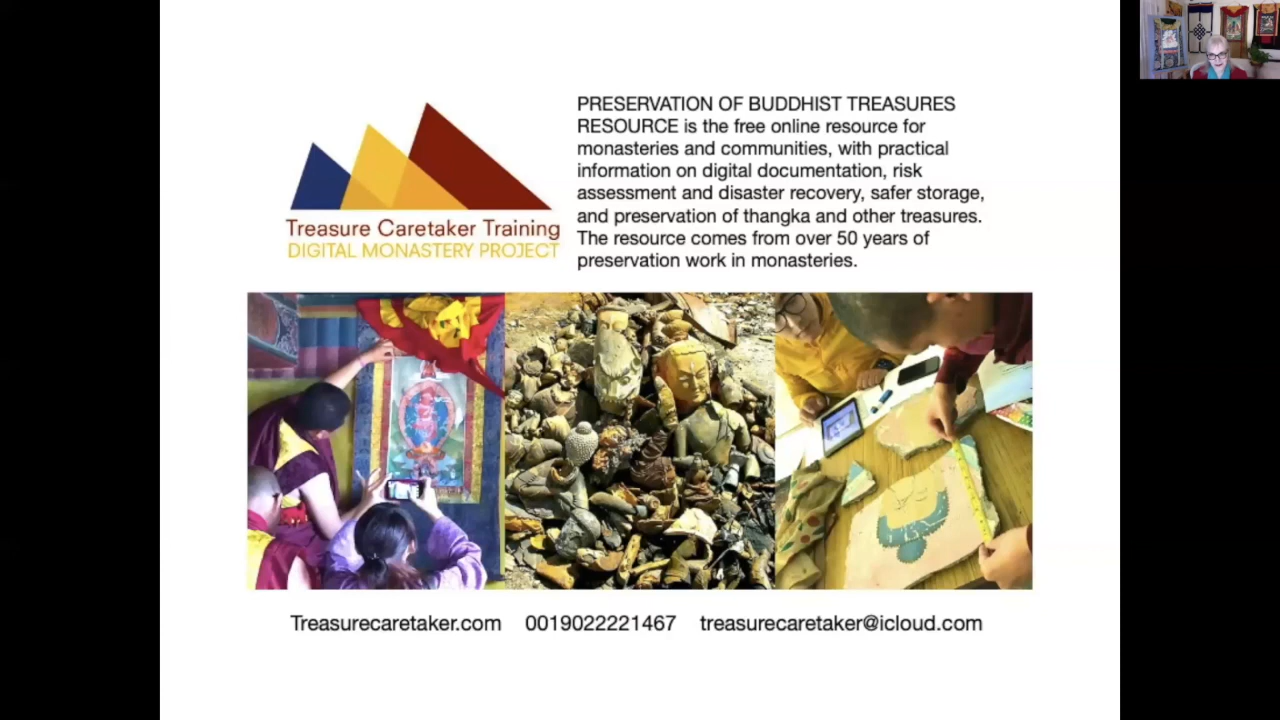 Treasure Caretaker Training
DIGITAL MONASTERY PROJECT
PRESERVATION OF BUDDHIST TREASURES
RESOURCE is the free online resource for
monasteries and communities, with practical
information on digital documentation, risk
assessment and disaster recovery, safer storage,
and preservation of thangka and other treasures.
The resource comes from over 50 years of
preservation work in monasteries.
Treasurecaretaker.com 0019022221467 treasurecaretaker@icloud.com